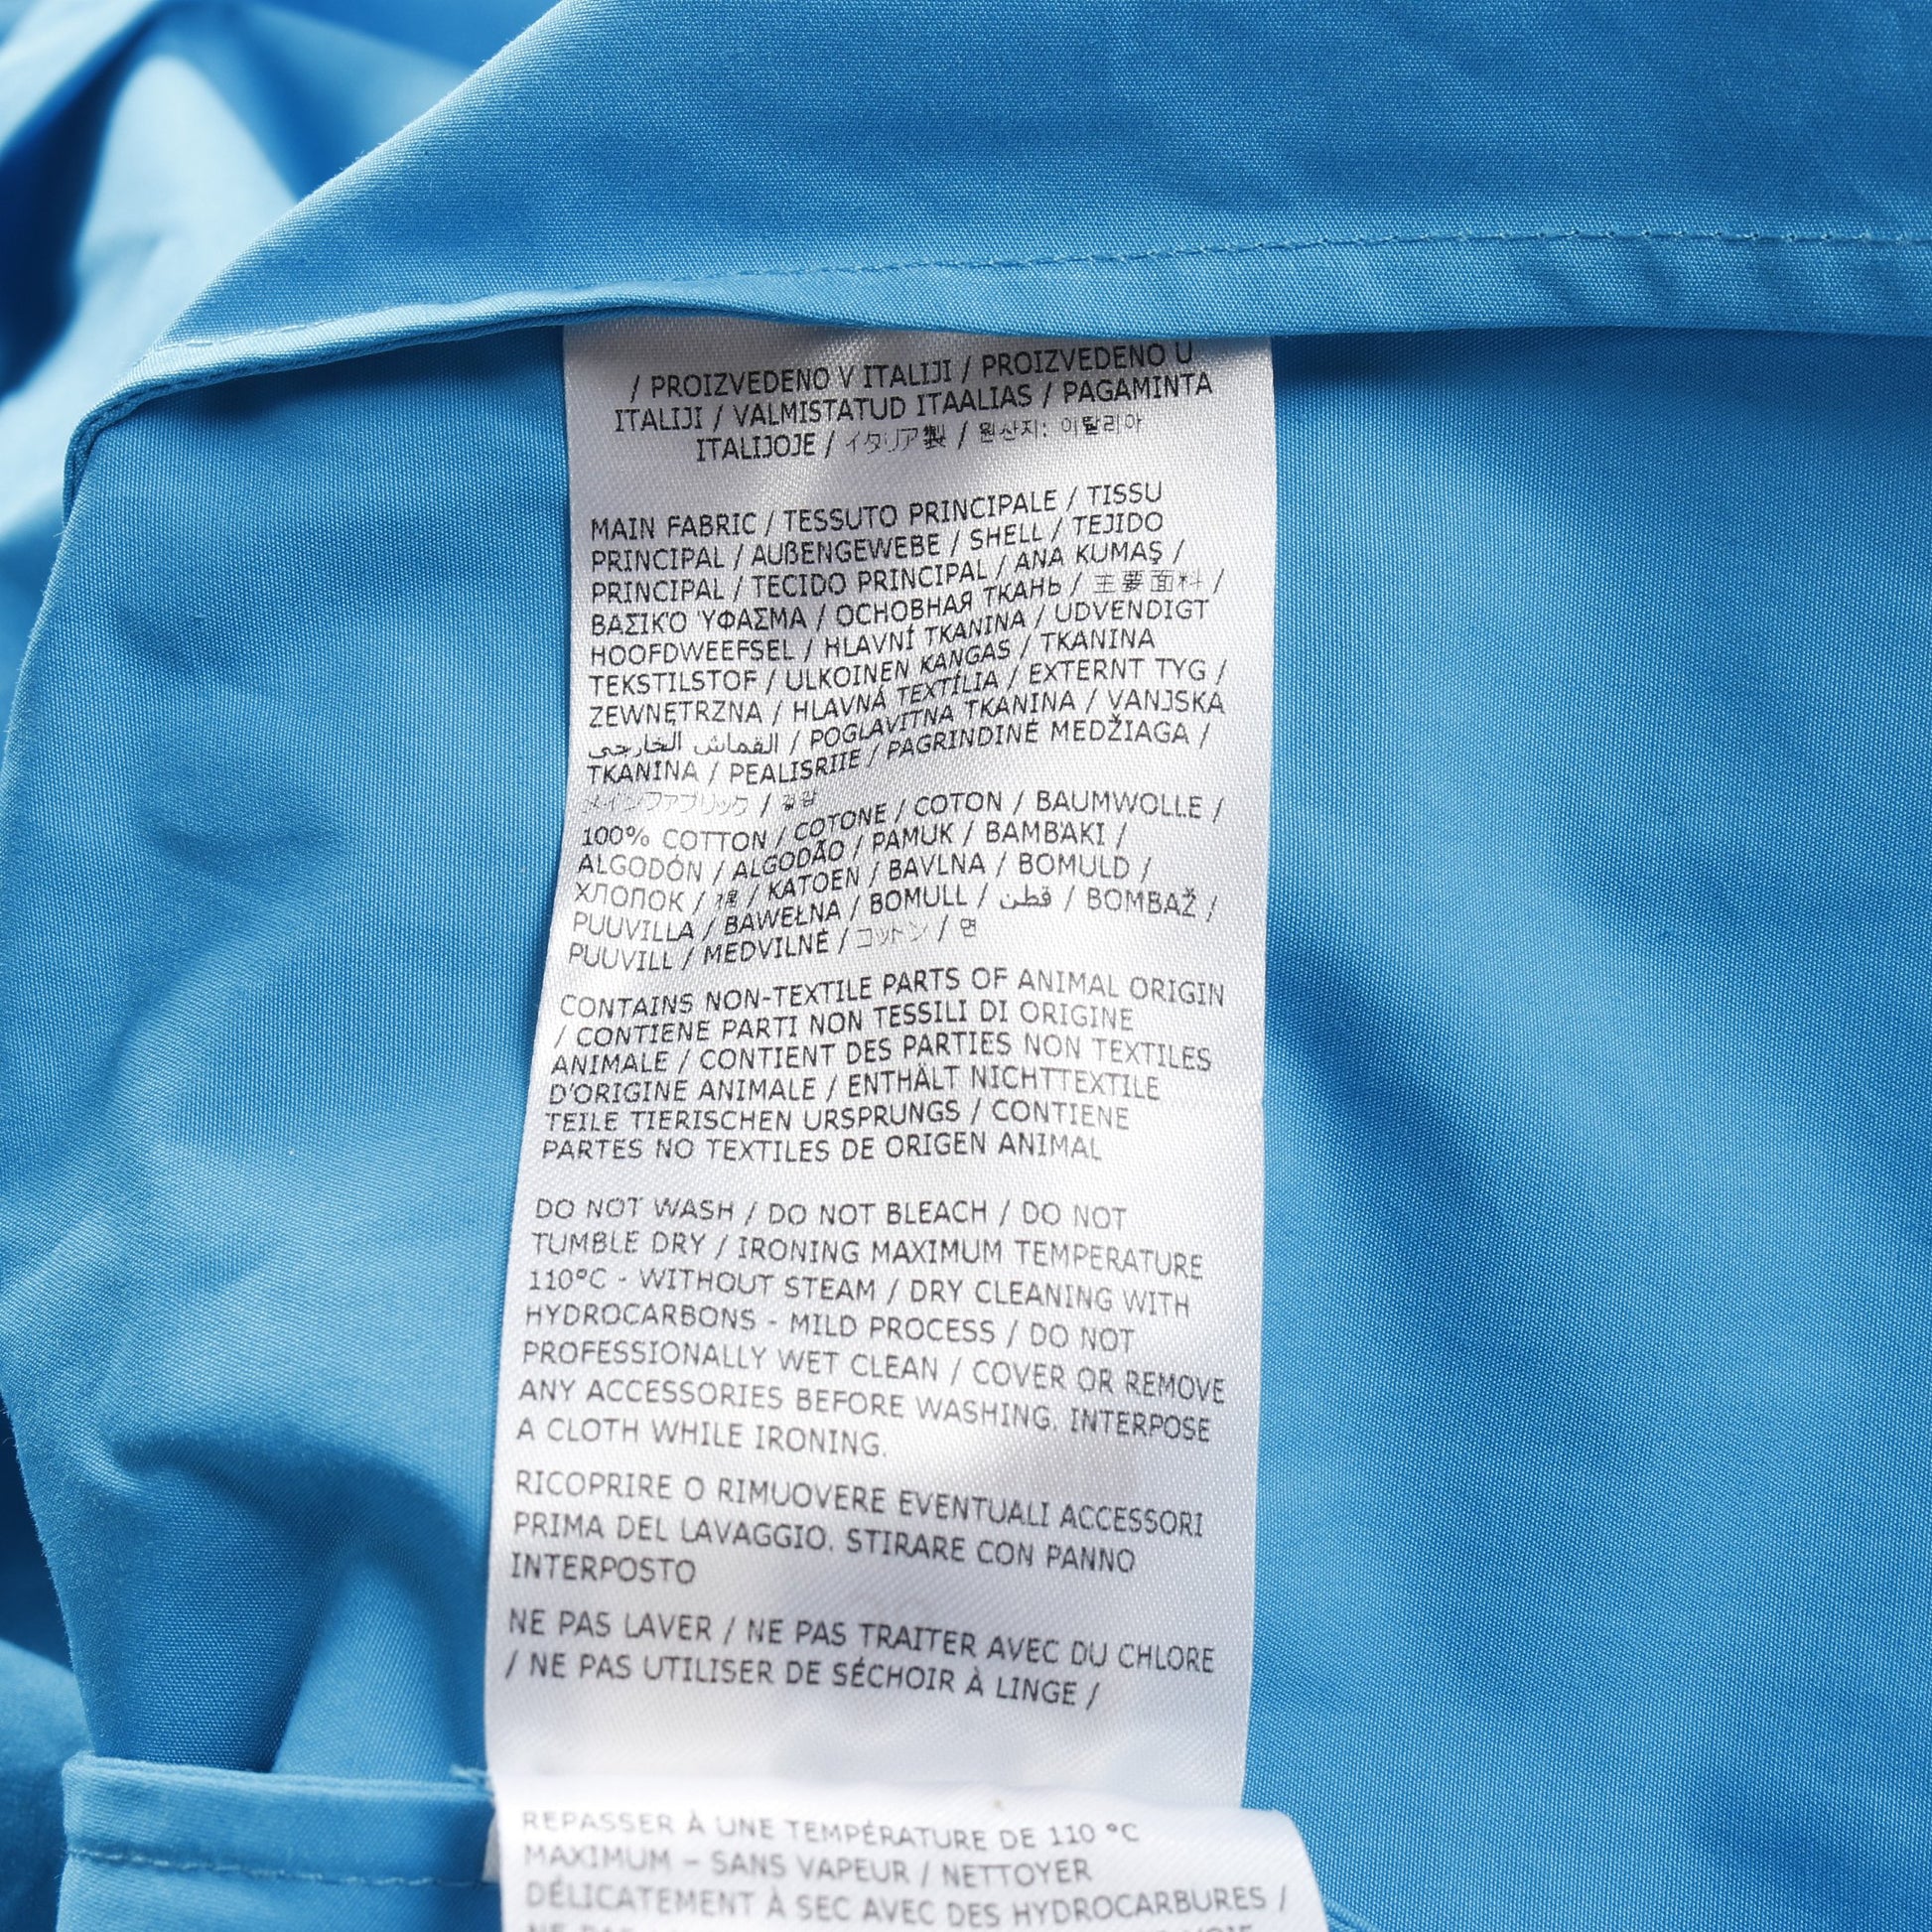 / PROIZVEDENO V ITALIJI / PROIZVEDENO U
ITALIJI / VALMISTATUD ITAALIAS / PAGAMINTA
ITALIJOJE / イタリア製 / 원산지: 이탈리아
MAIN FABRIC / TESSUTO PRINCIPALE / TISSU
PRINCIPAL / AUßENGEWEBE / SHELL / TEJIDO
PRINCIPAL / TECIDO PRINCIPAL / ANA KUMAŞ /
ΒΑΣΙΚΌ ΎΦΑΣΜΑ / ОСНОВНАЯ ТКАНЬ / 主要面料 /
HOOFDWEEFSEL / HLAVNÍ TKANINA / UDVENDIGT
TEKSTILSTOF / ULKOINEN KANGAS / TKANINA
ZEWNĘTRZNA / HLAVNÁ TEXTÍLIA / EXTERNT TYG /
القماش الخارجي / POGLAVITNA TKANINA / VANJSKA
TKANINA / PEALISRIIE / PAGRINDINĖ MEDŽIAGA /
メインファブリック / 겉감
100% COTTON / COTONE / COTON / BAUMWOLLE /
ALGODÓN / ALGODÃO / PAMUK / ΒΑΜΒΆΚΙ /
ХЛОПОК / 棉 / KATOEN / BAVLNA / BOMULD /
PUUVILLA / BAWEŁNA / BOMULL / قطن / BOMBAŽ /
PUUVILL / MEDVILNĖ / コットン / 면
CONTAINS NON-TEXTILE PARTS OF ANIMAL ORIGIN
/ CONTIENE PARTI NON TESSILI DI ORIGINE
ANIMALE / CONTIENT DES PARTIES NON TEXTILES
D'ORIGINE ANIMALE / ENTHÄLT NICHTTEXTILE
TEILE TIERISCHEN URSPRUNGS / CONTIENE
PARTES NO TEXTILES DE ORIGEN ANIMAL
DO NOT WASH / DO NOT BLEACH / DO NOT
TUMBLE DRY / IRONING MAXIMUM TEMPERATURE
110°C - WITHOUT STEAM / DRY CLEANING WITH
HYDROCARBONS - MILD PROCESS / DO NOT
PROFESSIONALLY WET CLEAN / COVER OR REMOVE
ANY ACCESSORIES BEFORE WASHING. INTERPOSE
A CLOTH WHILE IRONING.
RICOPRIRE O RIMUOVERE EVENTUALI ACCESSORI
PRIMA DEL LAVAGGIO. STIRARE CON PANNO
INTERPOSTO
NE PAS LAVER / NE PAS TRAITER AVEC DU CHLORE
/ NE PAS UTILISER DE SÉCHOIR À LINGE /
REPASSER À UNE TEMPÉRATURE DE 110 °C
MAXIMUM – SANS VAPEUR / NETTOYER
DÉLICATEMENT À SEC AVEC DES HYDROCARBURES /
NE PAS